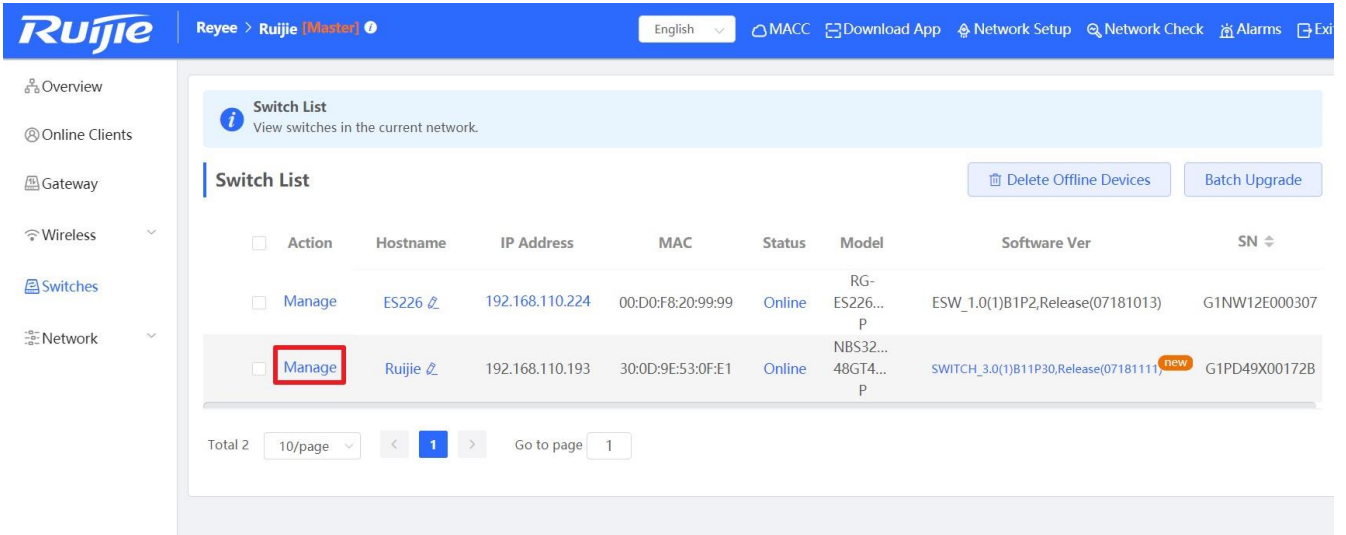 Ruijie
Reyee > Ruijie [Master]
English
MACC
Download App
Network Setup
Network Check
Alarms
Exi
Overview
Online Clients
Gateway
Wireless
Switches
Network
Switch List
View switches in the current network.
Switch List
Delete Offline Devices
Batch Upgrade
Action Hostname IP Address MAC Status Model Software Ver SN
Manage ES226 192.168.110.224 00:D0:F8:20:99:99 Online RG-ES226...P ESW_1.0(1)B1P2,Release(07181013) G1NW12E000307
Manage Ruijie 192.168.110.193 30:0D:9E:53:0F:E1 Online NBS32...48GT4...P SWITCH_3.0(1)B11P30,Release(07181111) new G1PD49X00172B
Total 2 10/page < 1 > Go to page 1